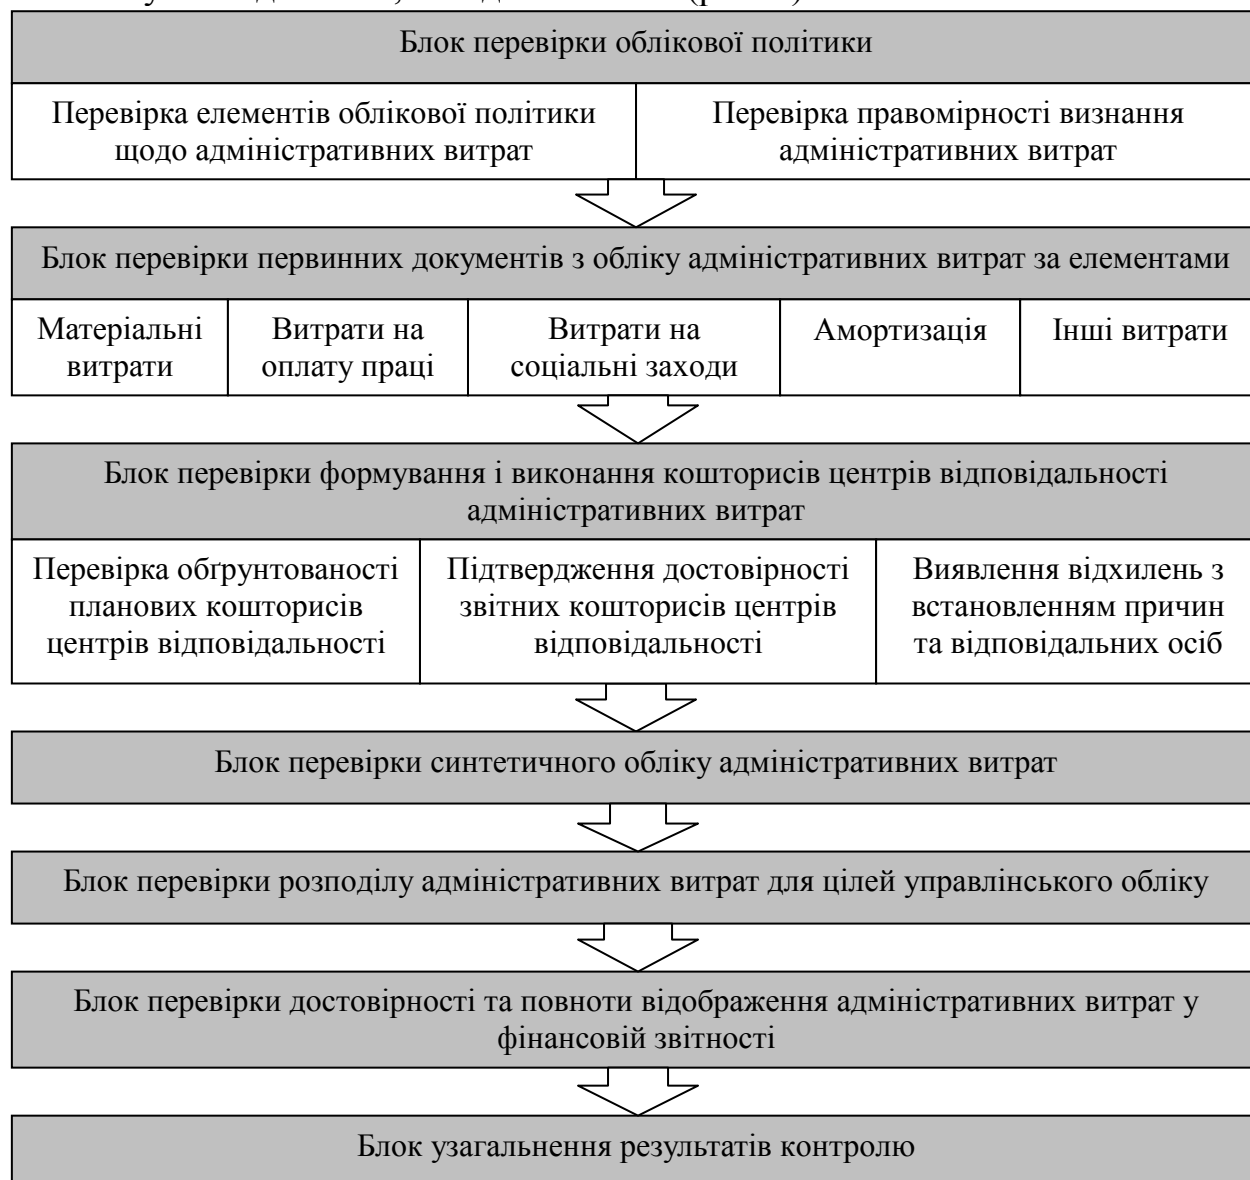 Блок перевірки облікової політики
Перевірка елементів облікової політики
щодо адміністративних витрат
Перевірка правомірності визнання
адміністративних витрат
Блок перевірки первинних документів з обліку адміністративних витрат за елементами
Матеріальні
витрати
Витрати на
оплату праці
Витрати на
соціальні заходи
Амортизація
Інші витрати
Блок перевірки формування і виконання кошторисів центрів відповідальності
адміністративних витрат
Перевірка обґрунтованості
планових кошторисів
центрів відповідальності
Підтвердження достовірності
звітних кошторисів центрів
відповідальності
Виявлення відхилень з
встановленням причин
та відповідальних осіб
Блок перевірки синтетичного обліку адміністративних витрат
Блок перевірки розподілу адміністративних витрат для цілей управлінського обліку
Блок перевірки достовірності та повноти відображення адміністративних витрат у
фінансовій звітності
Блок узагальнення результатів контролю